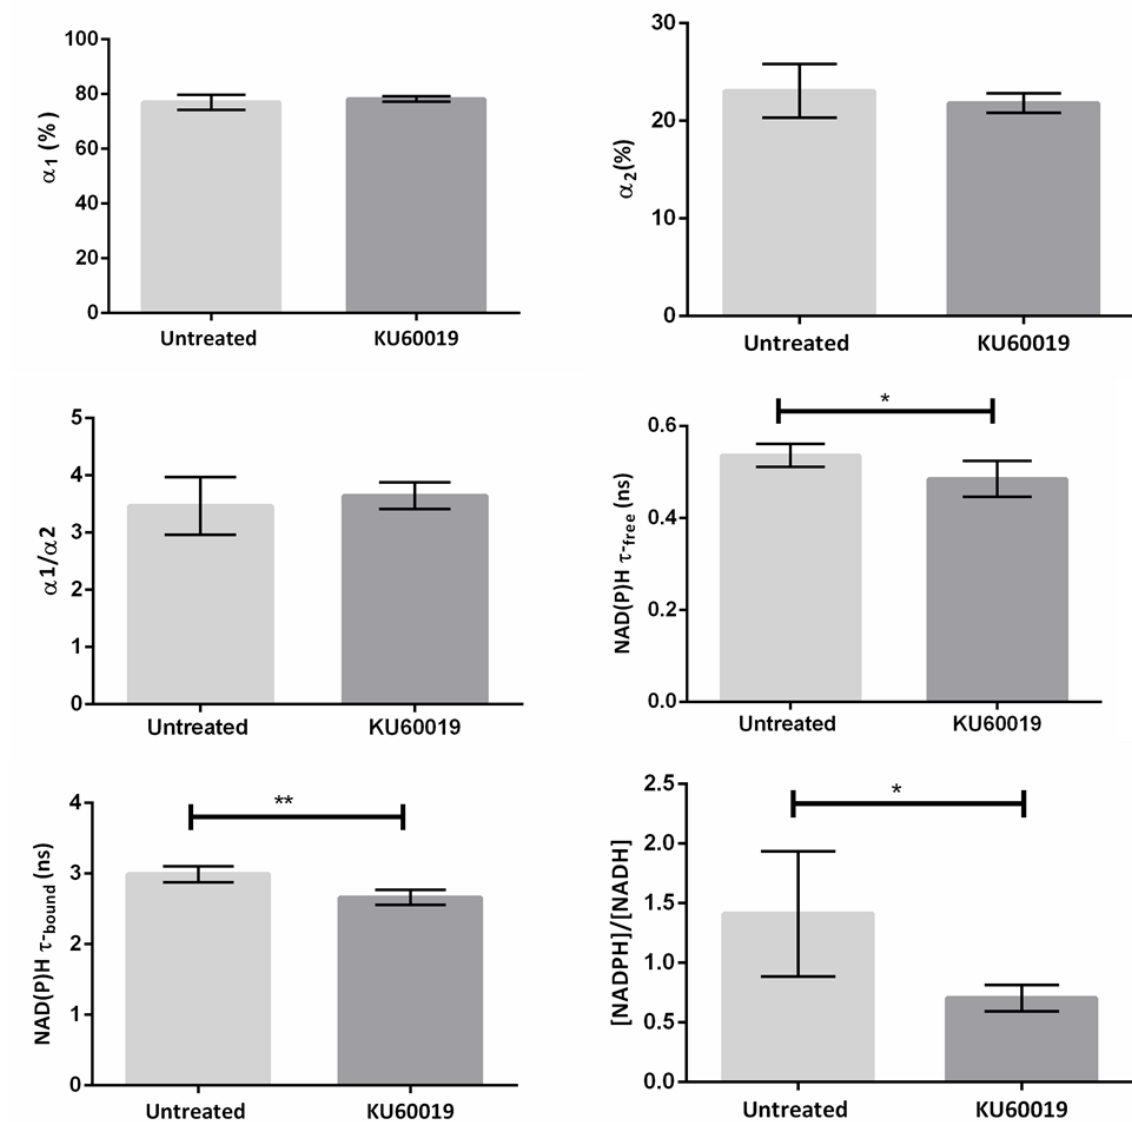 α1 (%)
100
80
60
40
20
0
Untreated KU60019
α2(%)
30
20
10
0
Untreated KU60019
α1/α2
5
4
3
2
1
0
Untreated KU60019
NAD(P)H τ-free (ns)
0.6
0.4
0.2
0.0
*
Untreated KU60019
NAD(P)H τ-bound (ns)
4
3
2
1
0
**
Untreated KU60019
[NADPH]/[NADH]
2.5
2.0
1.5
1.0
0.5
0.0
*
Untreated KU60019